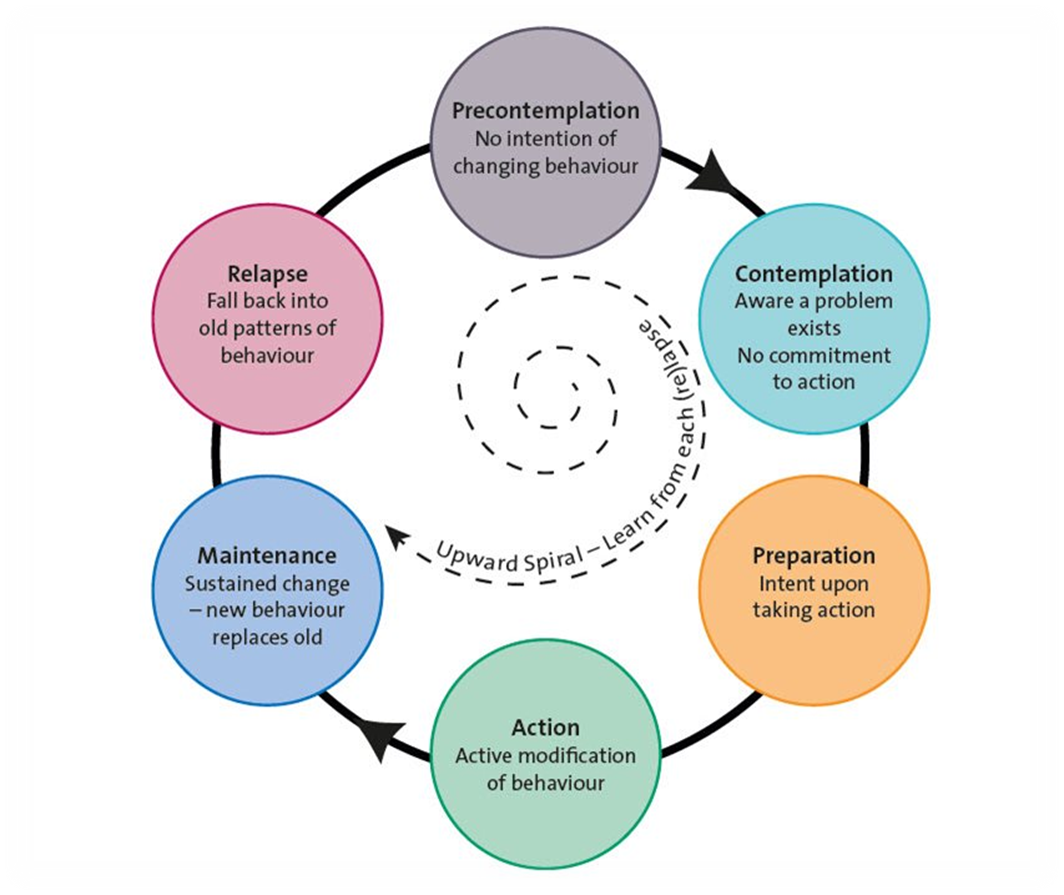 Precontemplation
No intention of
changing behaviour
Contemplation
Aware a problem
exists
No commitment
to action
Preparation
Intent upon
taking action
Action
Active modification
of behaviour
Maintenance
Sustained change
– new behaviour
replaces old
Relapse
Fall back into
old patterns of
behaviour
Upward Spiral – Learn from each (re)lapse